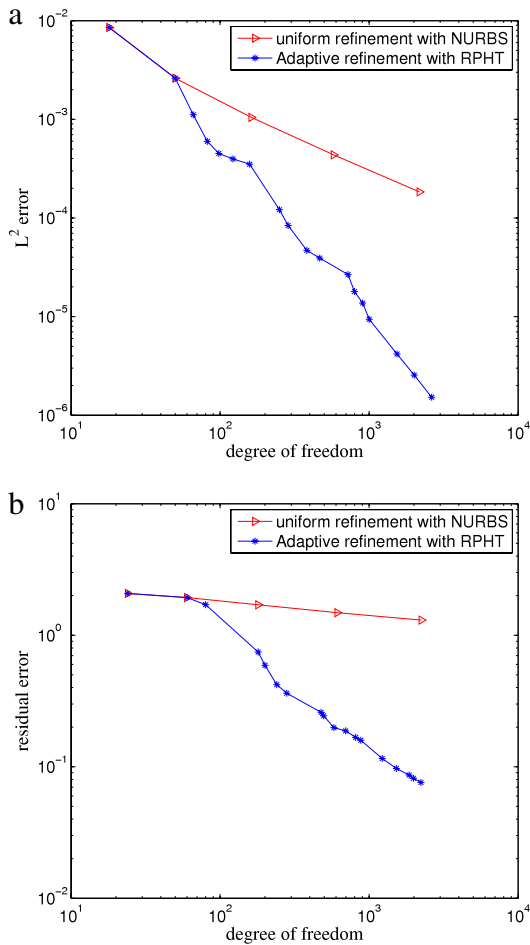 a
10^-2
10^-3
10^-4
10^-5
10^-6
L^2 error
uniform refinement with NURBS
Adaptive refinement with RPHT
10^1
10^2
10^3
10^4
degree of freedom
b
10^1
10^0
10^-1
10^-2
residual error
uniform refinement with NURBS
Adaptive refinement with RPHT
10^1
10^2
10^3
10^4
degree of freedom